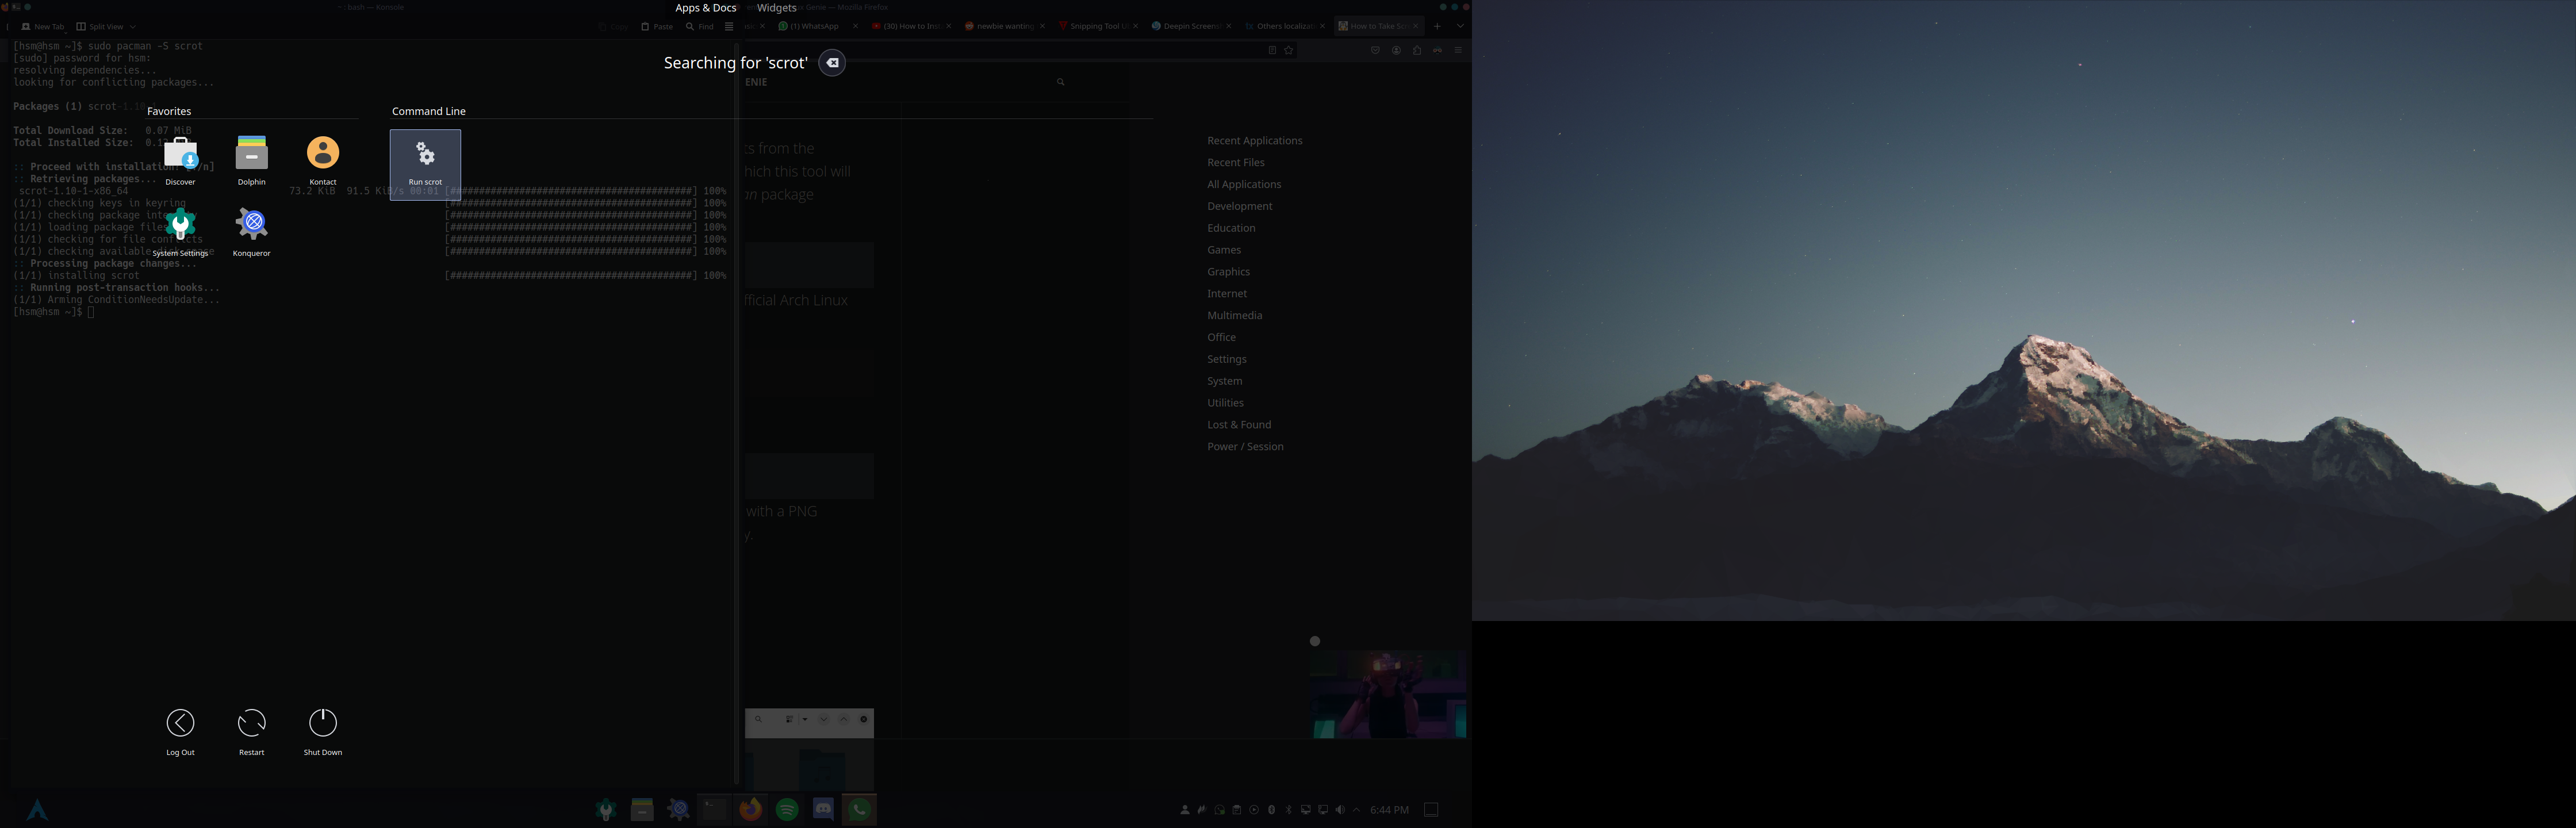 ~ : bash — Konsole
Apps & Docs
Widgets
Genie — Mozilla Firefox
New Tab
Split View
Copy
Paste
Find
(1) WhatsApp
(30) How to Inst
newbie wanting
Snipping Tool
Deepin Screens
Others localiza
How to Take Scr
[hsm@hsm ~]$ sudo pacman -S scrot
[sudo] password for hsm:
resolving dependencies...
looking for conflicting packages...
Searching for 'scrot'
ENIE
Packages (1) scrot-1.10
Favorites
Command Line
Total Download Size: 0.07 MiB
Total Installed Size:
:: Proceed with installation? [Y/n]
:: Retrieving packages...
Discover
Dolphin
Kontact
Run scrot
scrot-1.10-1-x86_64 73.2 KiB 91.5 KiB/s 00:01 [##########################################] 100%
(1/1) checking keys in keyring [##########################################] 100%
(1/1) checking package integrity [##########################################] 100%
(1/1) loading package files [##########################################] 100%
(1/1) checking for file conflicts [##########################################] 100%
(1/1) checking available disk space [##########################################] 100%
System Settings
Konqueror
:: Processing package changes...
(1/1) installing scrot [##########################################] 100%
:: Running post-transaction hooks...
(1/1) Arming ConditionNeedsUpdate...
[hsm@hsm ~]$
ts from the
hich this tool will
an package
fficial Arch Linux
with a PNG
y.
Recent Applications
Recent Files
All Applications
Development
Education
Games
Graphics
Internet
Multimedia
Office
Settings
System
Utilities
Lost & Found
Power / Session
Log Out
Restart
Shut Down
6:44 PM